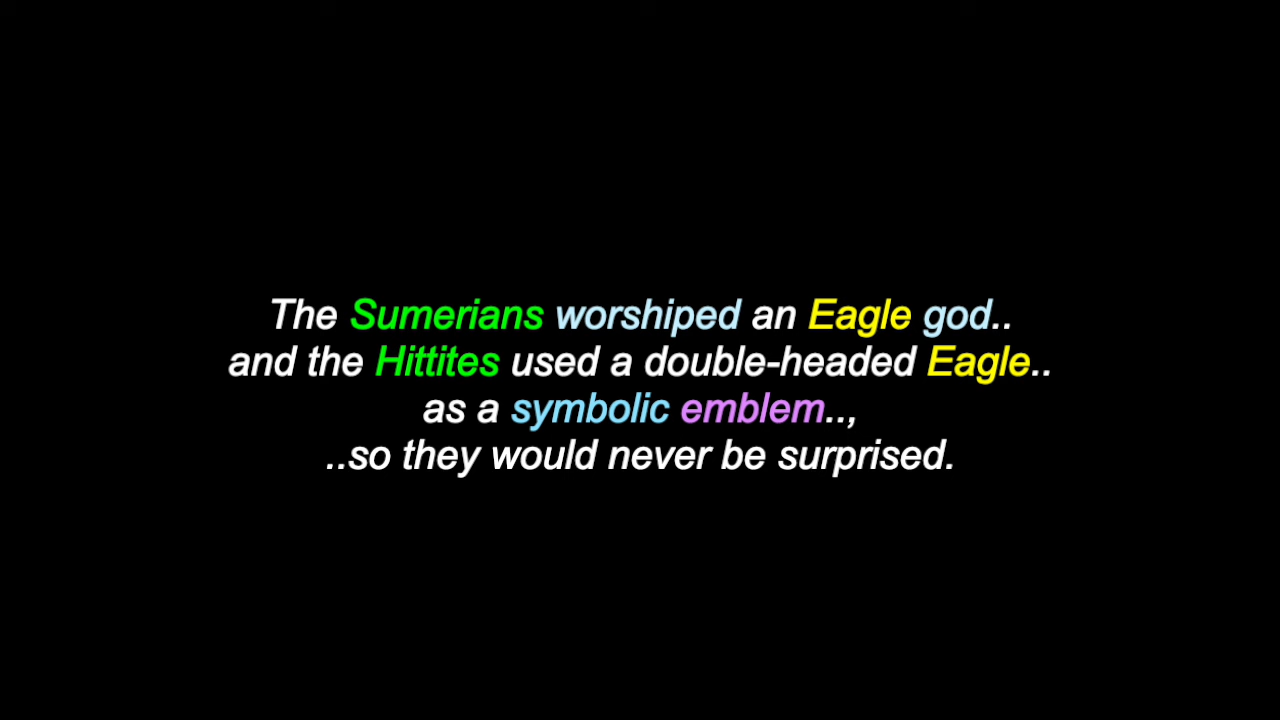 The Sumerians worshiped an Eagle god..
and the Hittites used a double-headed Eagle..
as a symbolic emblem..,
..so they would never be surprised.